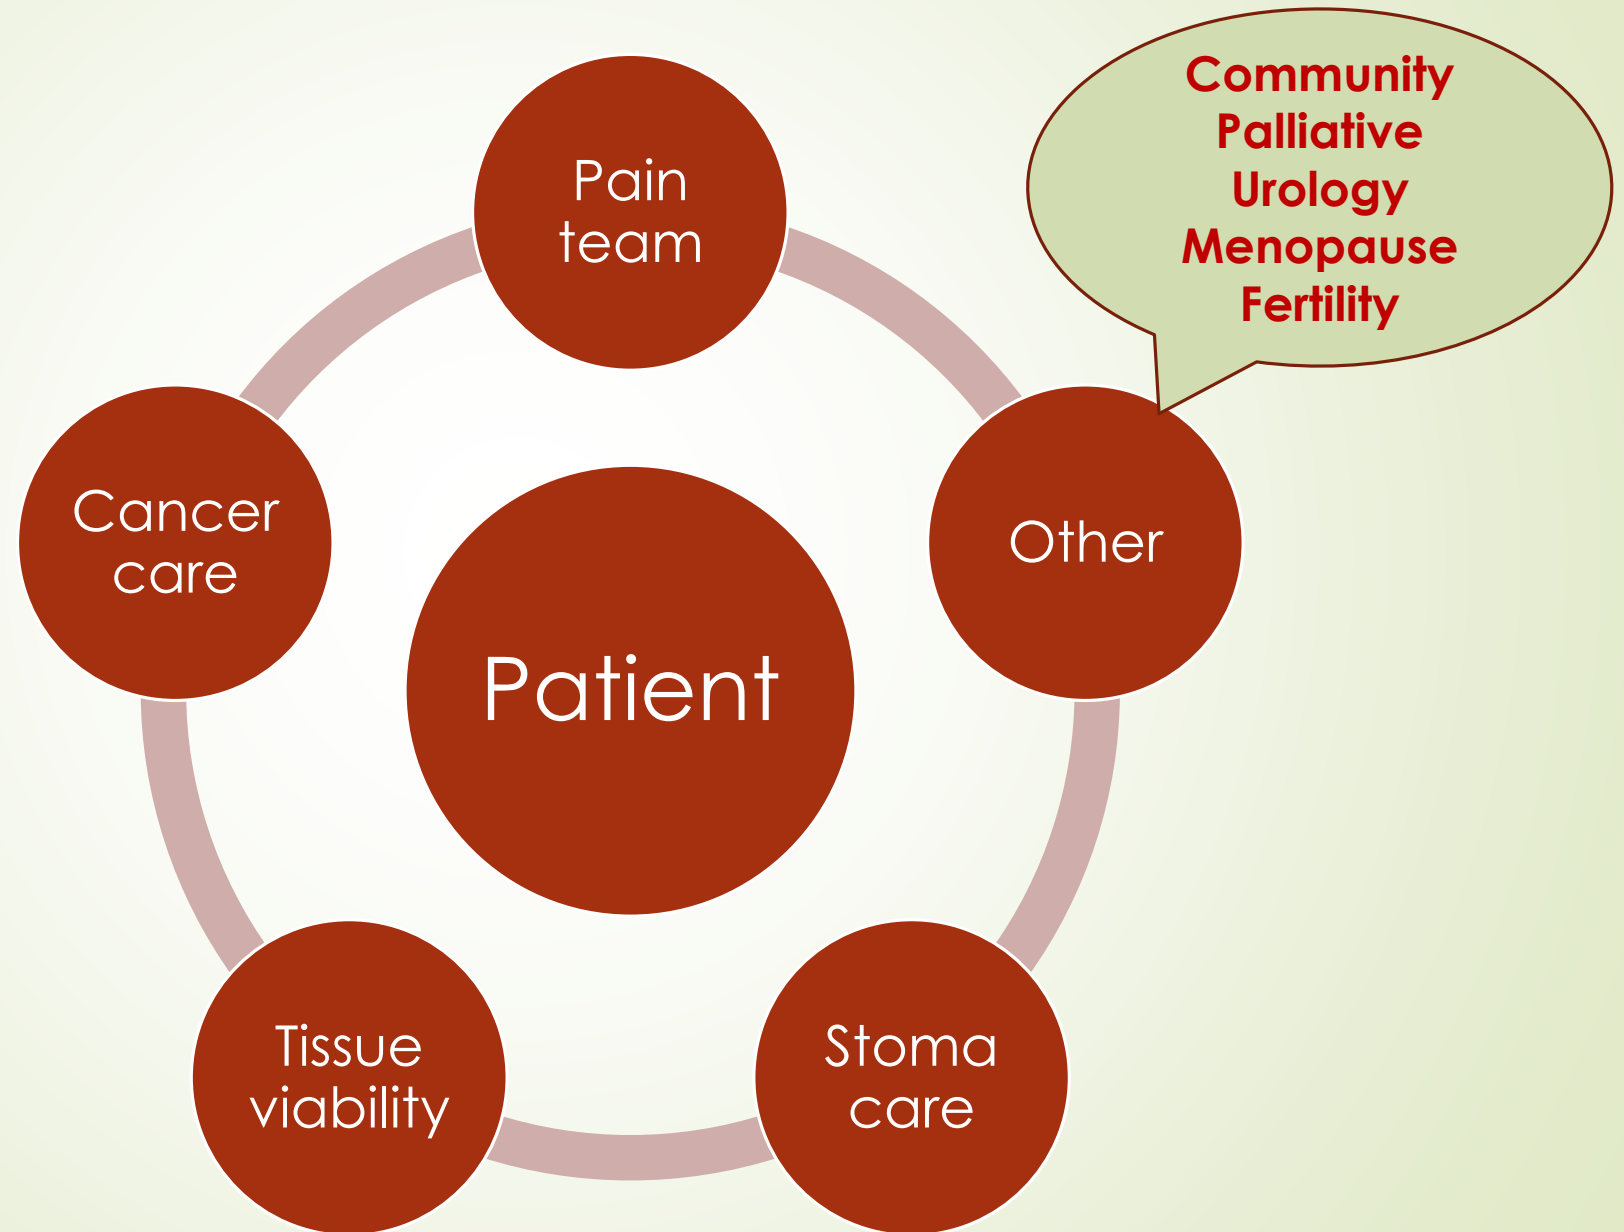 Community
Palliative
Urology
Menopause
Fertility
Pain
team
Cancer
care
Other
Patient
Tissue
viability
Stoma
care